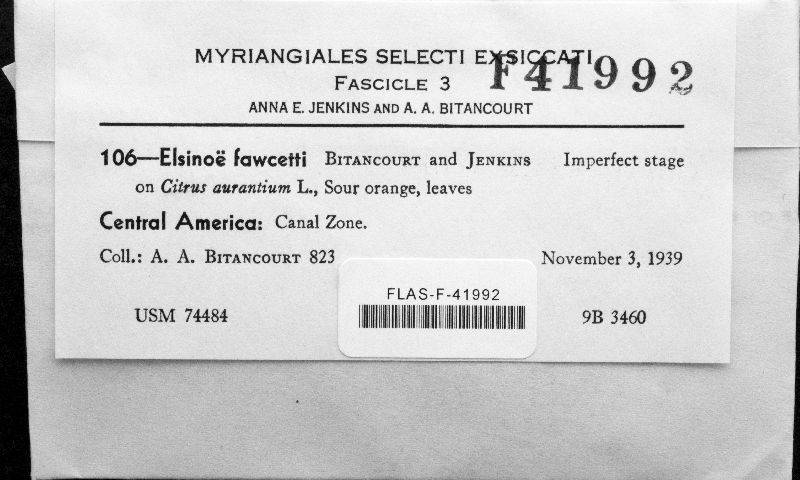 MYRIANGIALES SELECTI EXSICCATI
FASCICLE 3
F41992
ANNA E. JENKINS AND A. A. BITANCOURT
106—Elsinoë fawcetti BITANCOURT and JENKINS Imperfect stage
on Citrus aurantium L., Sour orange, leaves
Central America: Canal Zone.
Coll.: A. A. BITANCOURT 823 November 3, 1939
FLAS-F-41992
USM 74484 9B 3460